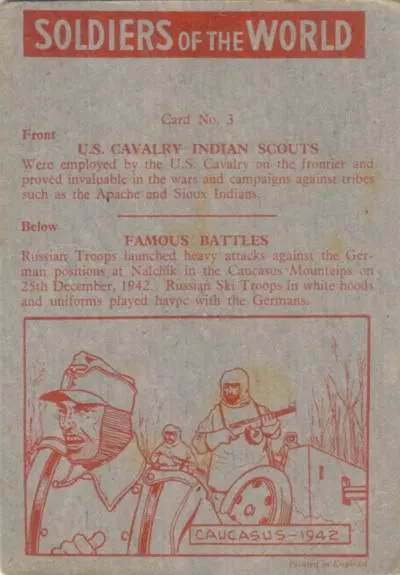 SOLDIERS OF THE WORLD
Card No. 3
Front
U.S. CAVALRY INDIAN SCOUTS
Were employed by the U.S. Cavalry on the frontier and
proved invaluable in the wars and campaigns against tribes
such as the Apache and Sioux Indians.
Below
FAMOUS BATTLES
Russian Troops launched heavy attacks against the Ger-
man positions at Nalchik in the Caucasus Mountains on
25th December, 1942. Russian Ski Troops in white hoods
and uniforms played havoc with the Germans.
CAUCASUS-1942
Printed in England